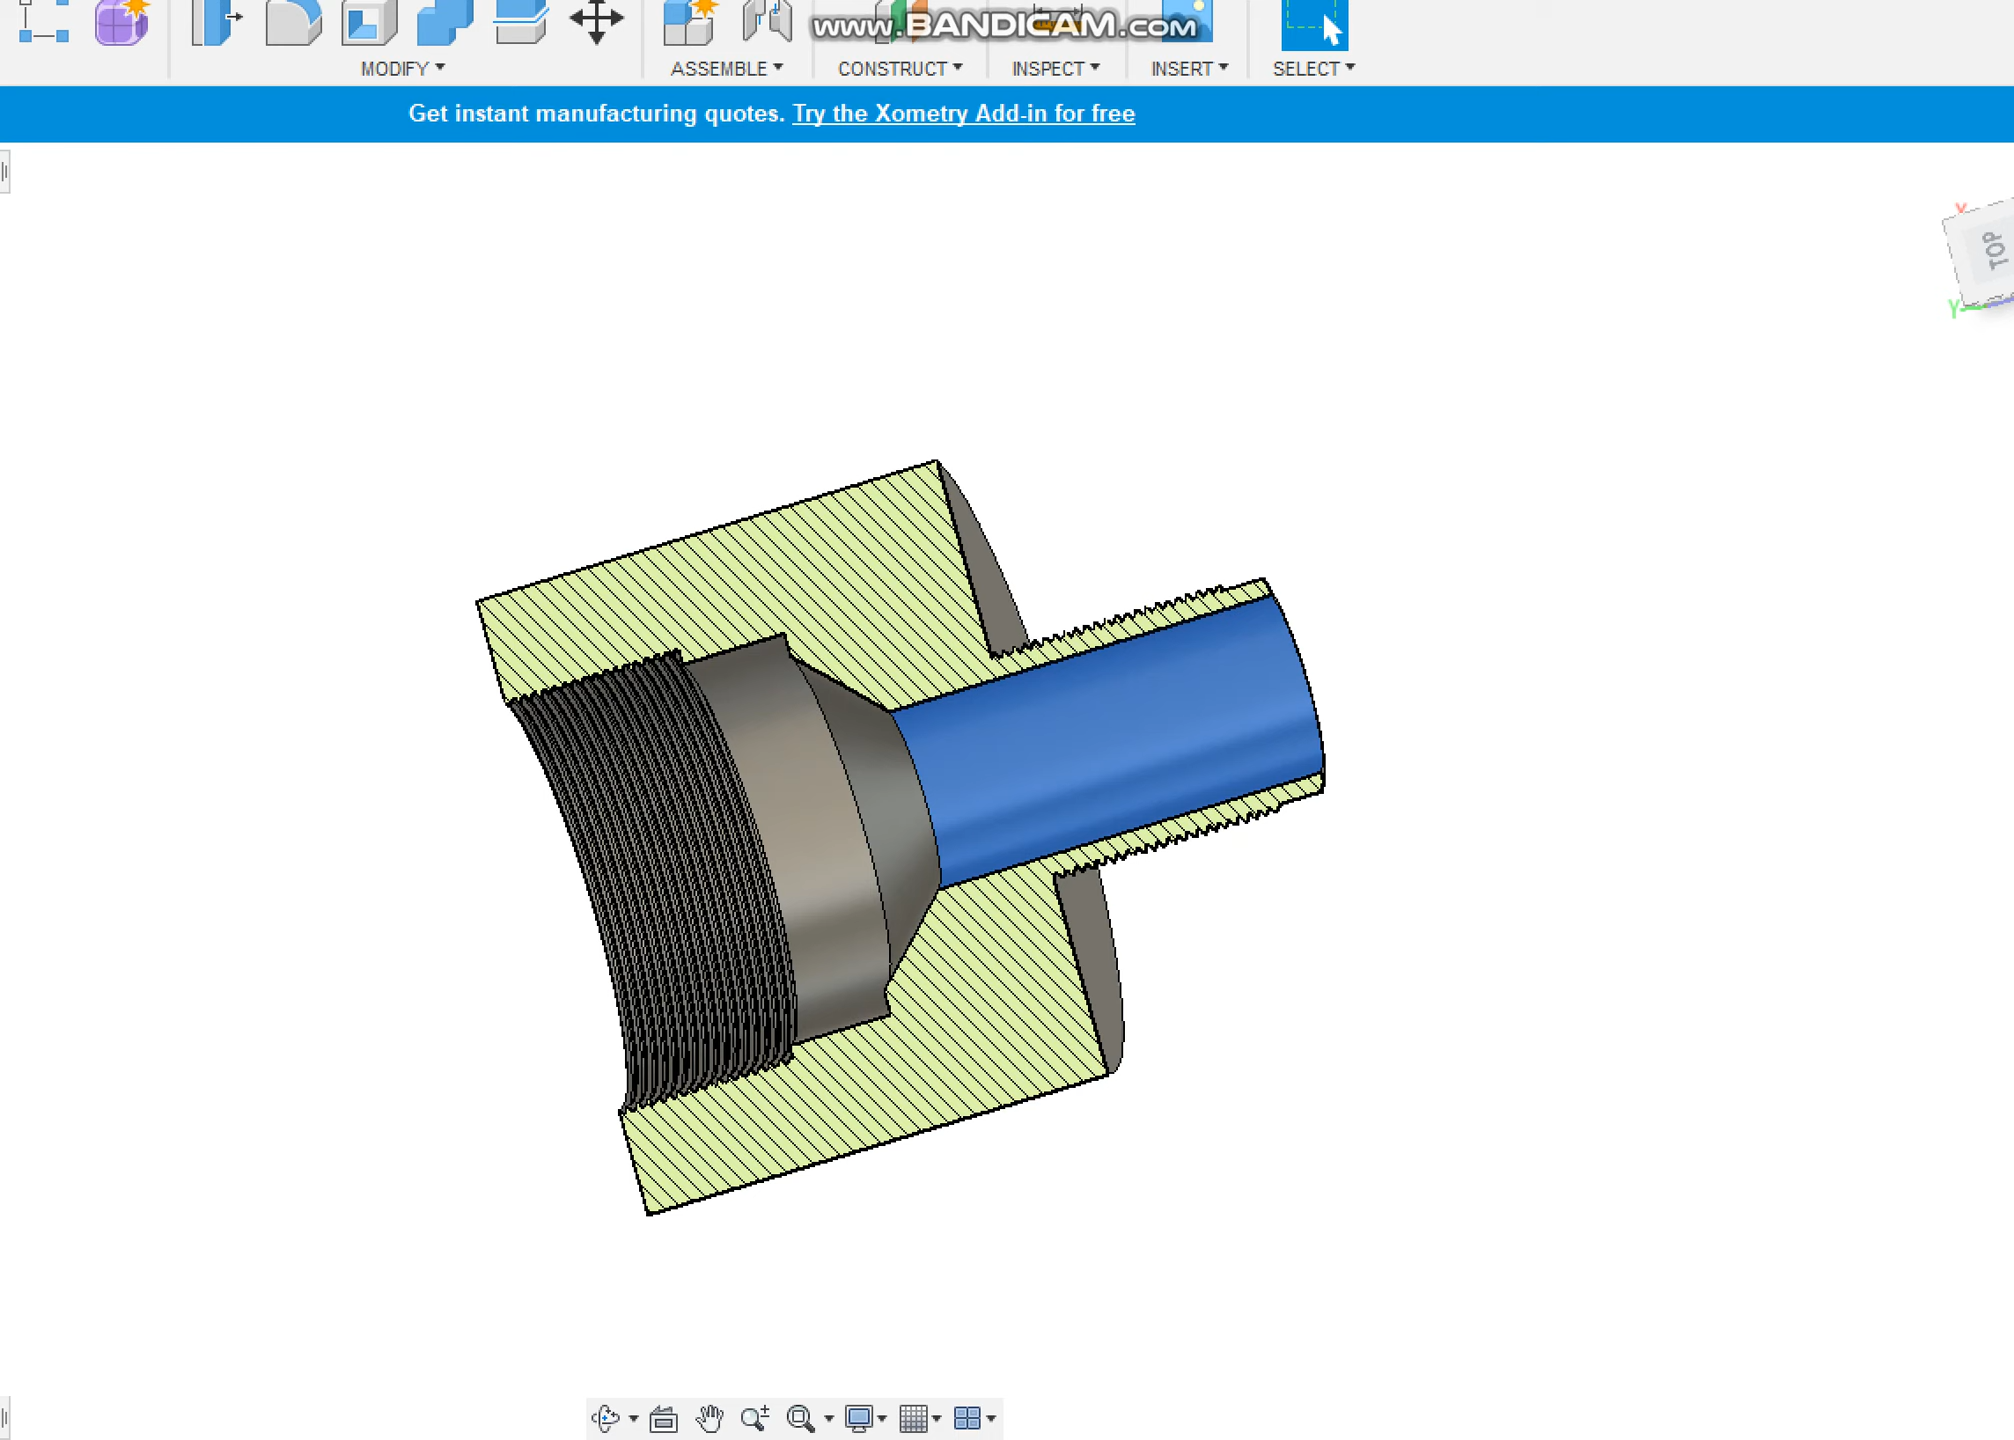 www.BANDICAM.com
MODIFY
ASSEMBLE
CONSTRUCT
INSPECT
INSERT
SELECT
Get instant manufacturing quotes. Try the Xometry Add-in for free
X
TOP
Y